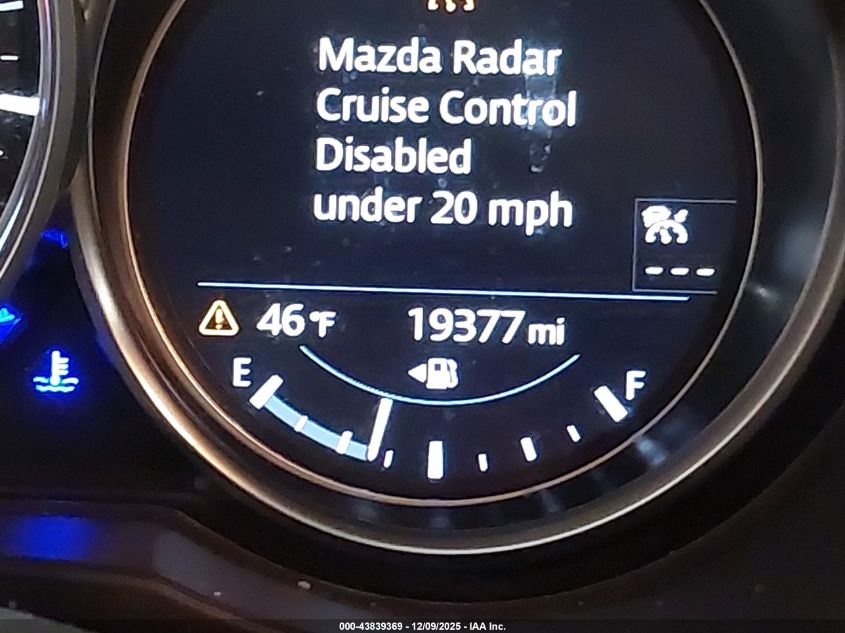 Mazda Radar
Cruise Control
Disabled
under 20 mph
---
46°F 19377 mi
E F
000-43839369 - 12/09/2025 - IAA Inc.